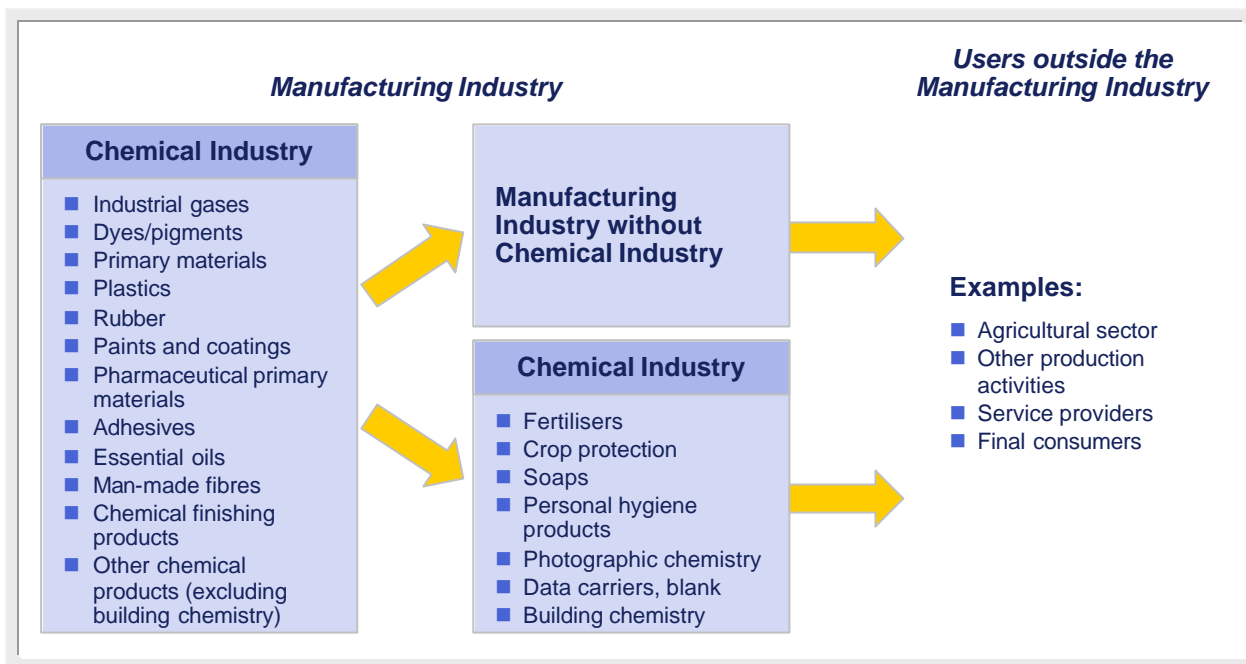 Manufacturing Industry
Users outside the
Manufacturing Industry
Chemical Industry
Industrial gases
Dyes/pigments
Primary materials
Plastics
Rubber
Paints and coatings
Pharmaceutical primary
materials
Adhesives
Essential oils
Man-made fibres
Chemical finishing
products
Other chemical
products (excluding
building chemistry)
Manufacturing
Industry without
Chemical Industry
Chemical Industry
Fertilisers
Crop protection
Soaps
Personal hygiene
products
Photographic chemistry
Data carriers, blank
Building chemistry
Examples:
Agricultural sector
Other production
activities
Service providers
Final consumers